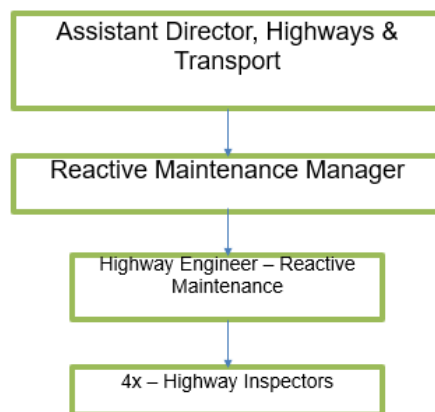 Assistant Director, Highways &
Transport
Reactive Maintenance Manager
Highway Engineer – Reactive
Maintenance
4x – Highway Inspectors